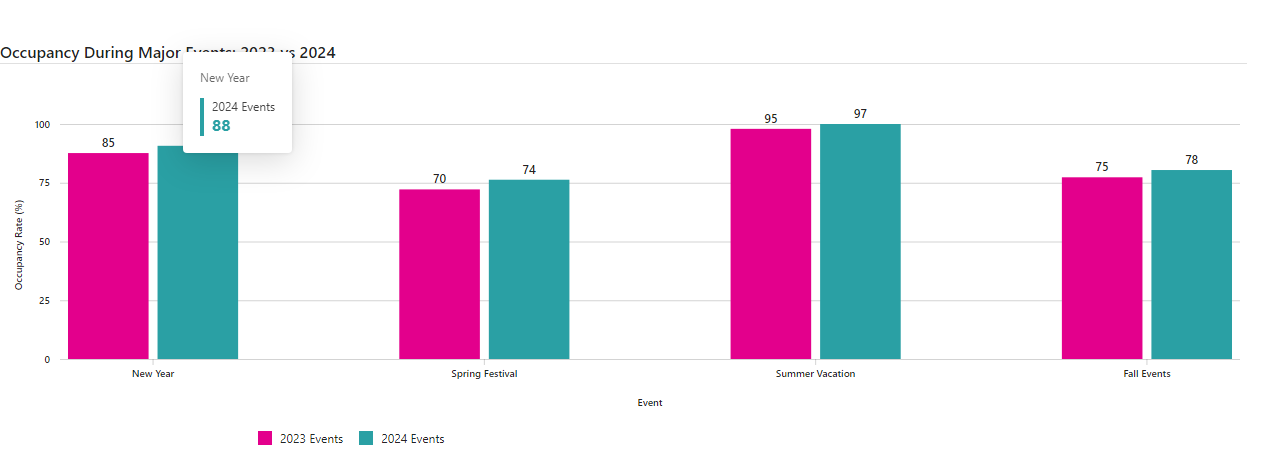 Occupancy During Major Events: 2023 vs 2024
New Year
2024 Events
88
100
75
50
25
0
Occupancy Rate (%)
85
70
74
95
97
75
78
New Year
Spring Festival
Summer Vacation
Fall Events
Event
2023 Events
2024 Events